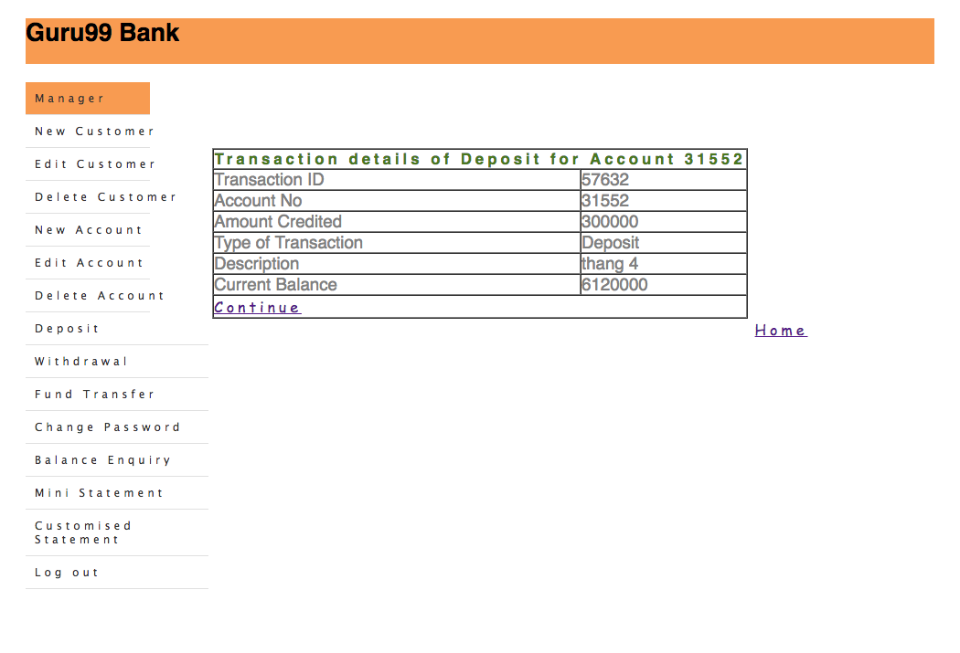 Guru99 Bank
Manager
New Customer
Edit Customer
Delete Customer
New Account
Edit Account
Delete Account
Deposit
Withdrawal
Fund Transfer
Change Password
Balance Enquiry
Mini Statement
Customised
Statement
Log out
Transaction details of Deposit for Account 31552
Transaction ID 57632
Account No 31552
Amount Credited 300000
Type of Transaction Deposit
Description thang 4
Current Balance 6120000
Continue
Home